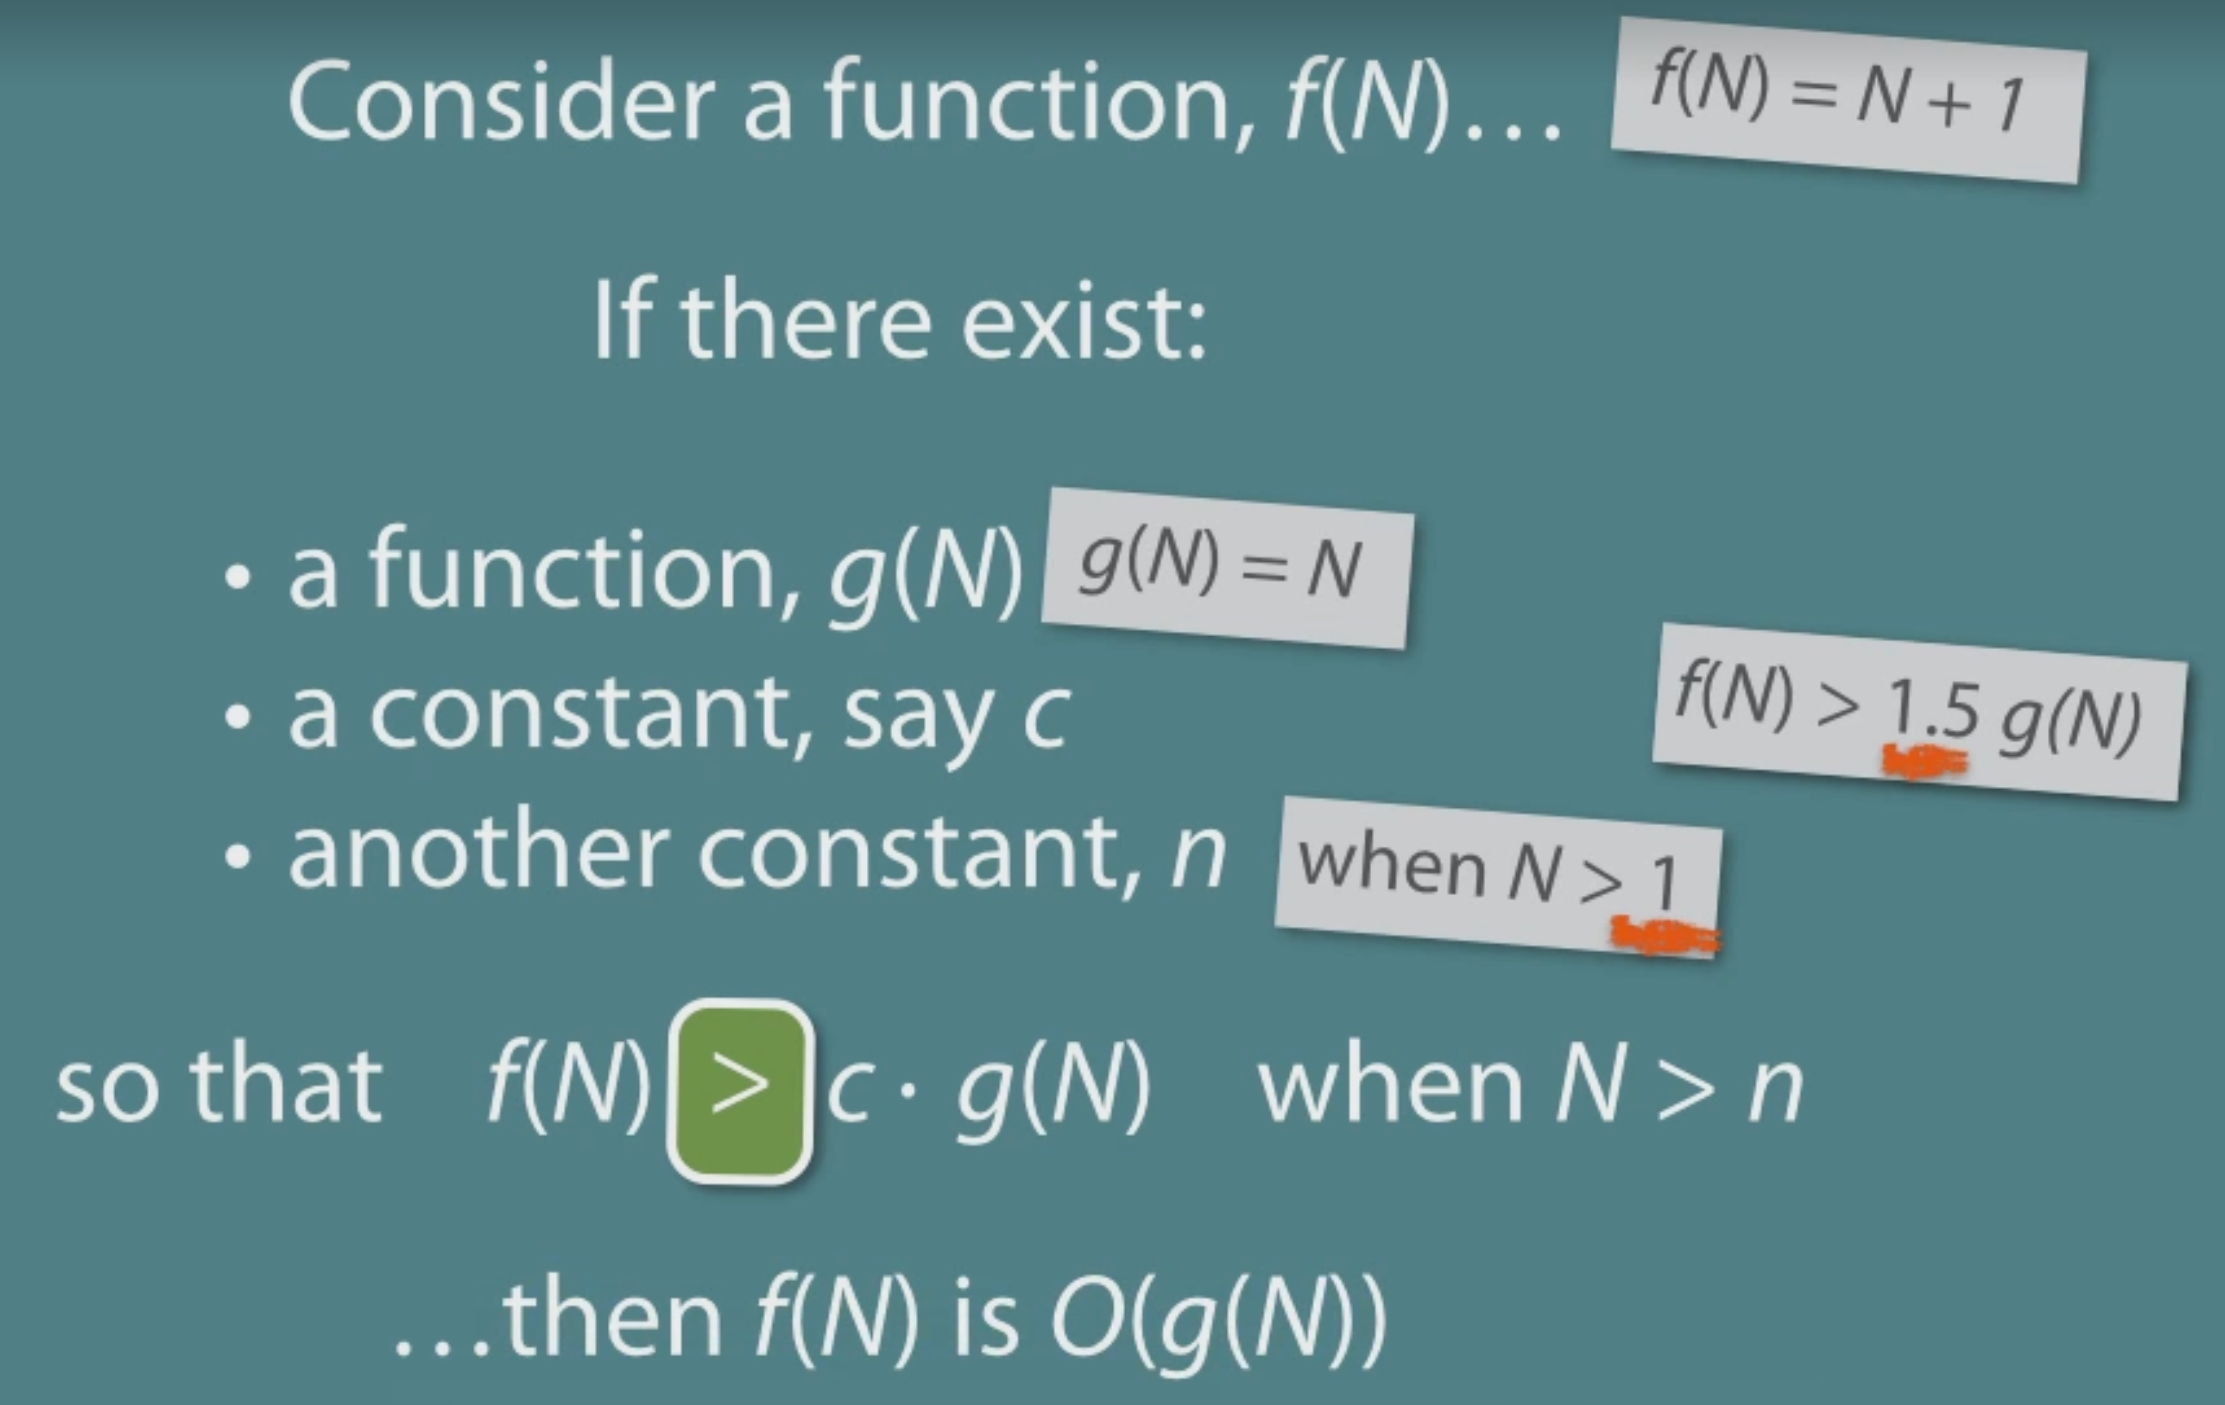 Consider a function, f(N)...
f(N) = N + 1
If there exist:
• a function, g(N)
g(N) = N
• a constant, say c
f(N) > 1.5 g(N)
• another constant, n
when N > 1
so that f(N) > c · g(N) when N > n
...then f(N) is O(g(N))